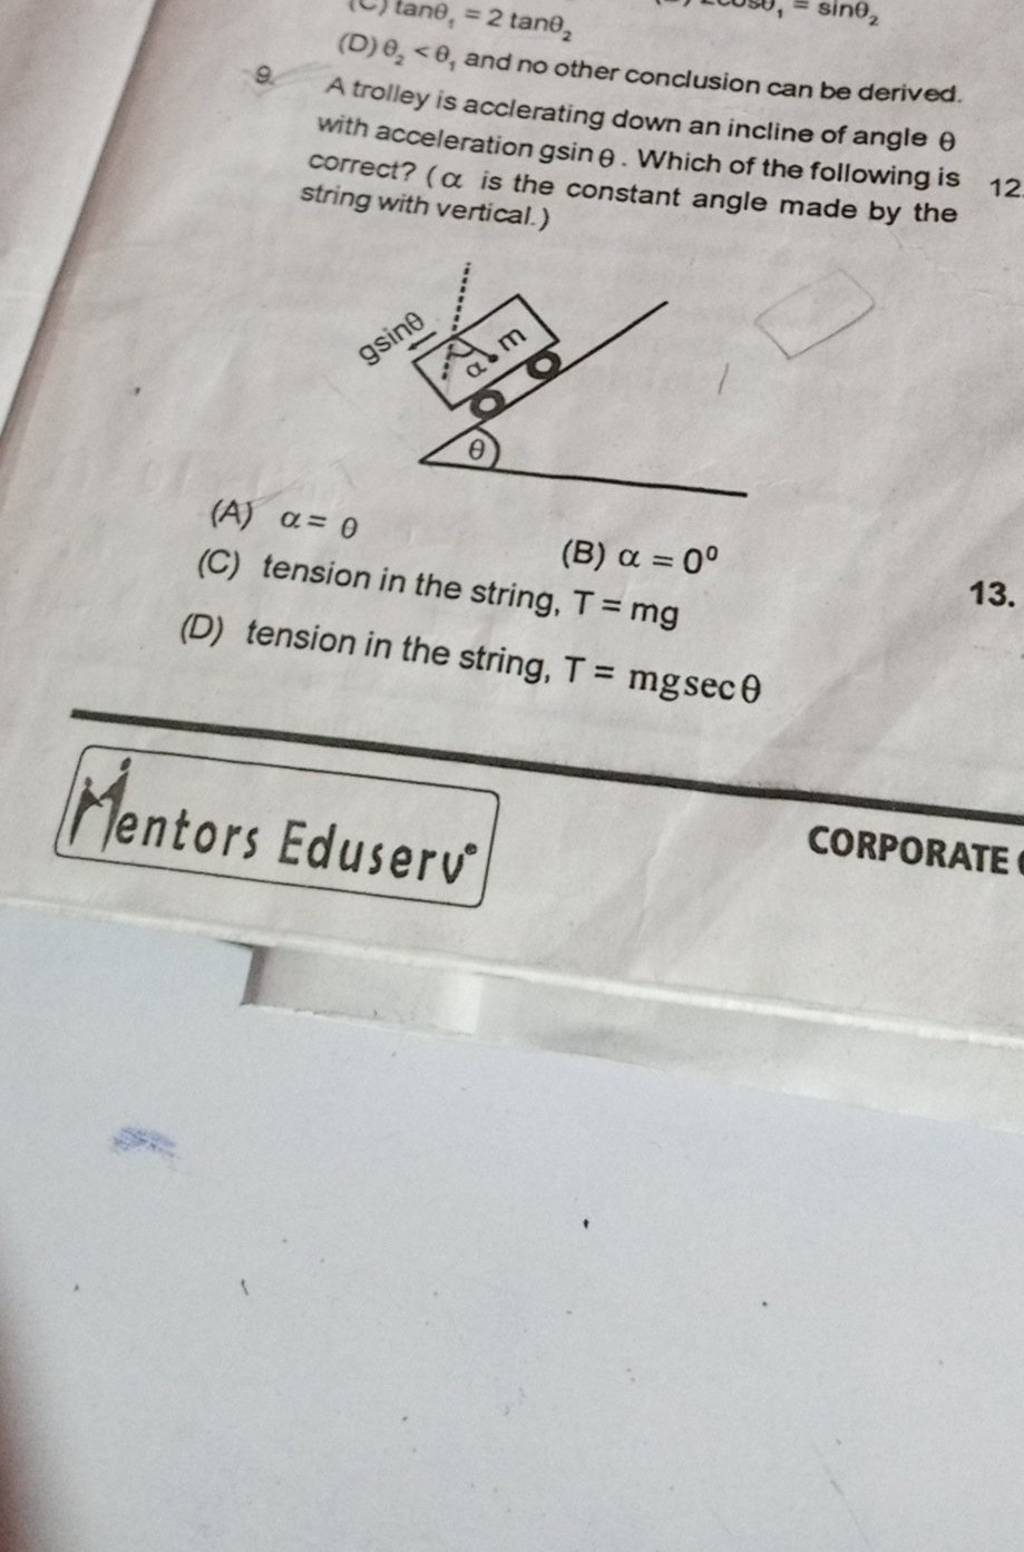 (C) tanθ₁ = 2 tanθ₂
cosθ₁ = sinθ₂
(D) θ₂ < θ₁ and no other conclusion can be derived.
9. A trolley is acclerating down an incline of angle θ
with acceleration gsinθ. Which of the following is
correct? (α is the constant angle made by the
string with vertical.)
12.
gsinθ
m
α
θ
(A) α = θ
(B) α = 0⁰
(C) tension in the string, T = mg
(D) tension in the string, T = mgsecθ
13.
Mentors Eduserv
CORPORATE